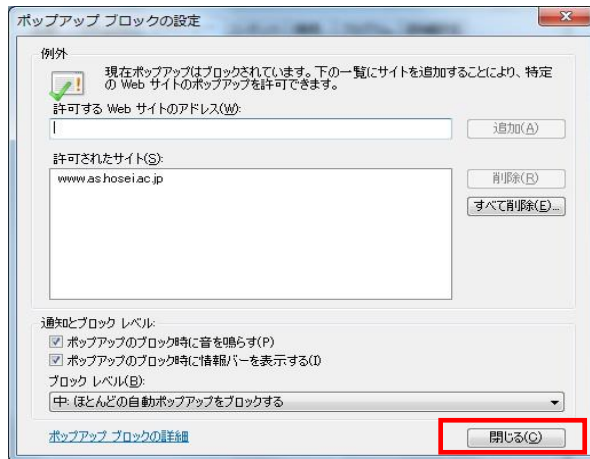 ポップアップ ブロックの設定
例外
現在ポップアップはブロックされています。下の一覧にサイトを追加することにより、特定
の Web サイトのポップアップを許可できます。
許可する Web サイトのアドレス(W):
追加(A)
許可されたサイト(S):
www.as.hosei.ac.jp
削除(R)
すべて削除(E)...
通知とブロック レベル:
ポップアップのブロック時に音を鳴らす(P)
ポップアップのブロック時に情報バーを表示する(I)
ブロック レベル(B):
中: ほとんどの自動ポップアップをブロックする
ポップアップ ブロックの詳細
閉じる(C)